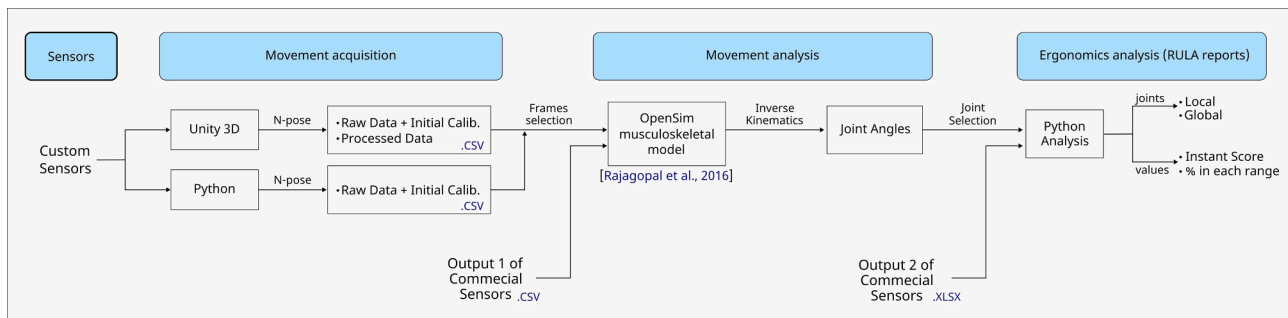 Sensors
Movement acquisition
Movement analysis
Ergonomics analysis (RULA reports)
Custom
Sensors
Unity 3D
N-pose
• Raw Data + Initial Calib.
• Processed Data
.CSV
Python
N-pose
• Raw Data + Initial Calib.
.CSV
Frames
selection
OpenSim
musculoskeletal
model
[Rajagopal et al., 2016]
Inverse
Kinematics
Joint Angles
Joint
Selection
Python
Analysis
joints
• Local
• Global
values
• Instant Score
• % in each range
Output 1 of
Commecial
Sensors .CSV
Output 2 of
Commecial
Sensors .XLSX